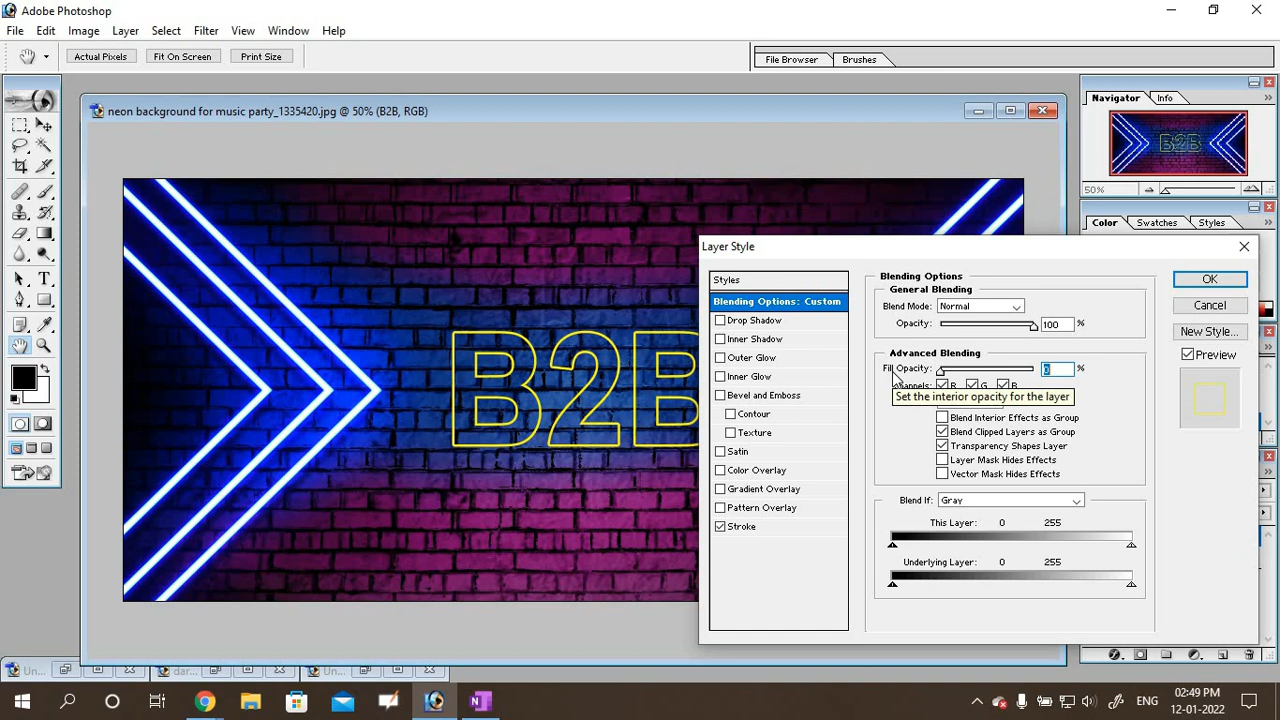 Adobe Photoshop
File Edit Image Layer Select Filter View Window Help
Actual Pixels Fit On Screen Print Size File Browser Brushes
neon background for music party_1335420.jpg @ 50% (B2B, RGB)
Navigator Info
50%
Color Swatches Styles
B2B
Layer Style
Styles
Blending Options: Custom
Drop Shadow
Inner Shadow
Outer Glow
Inner Glow
Bevel and Emboss
Contour
Texture
Satin
Color Overlay
Gradient Overlay
Pattern Overlay
Stroke
Blending Options
General Blending
Blend Mode: Normal
Opacity: 100 %
Advanced Blending
Fill Opacity: 0 %
Channels: R G B
Set the interior opacity for the layer
Blend Interior Effects as Group
Blend Clipped Layers as Group
Transparency Shapes Layer
Layer Mask Hides Effects
Vector Mask Hides Effects
Blend If: Gray
This Layer: 0 255
Underlying Layer: 0 255
OK
Cancel
New Style...
Preview
Un... dar... Un...
ENG
02:49 PM
12-01-2022